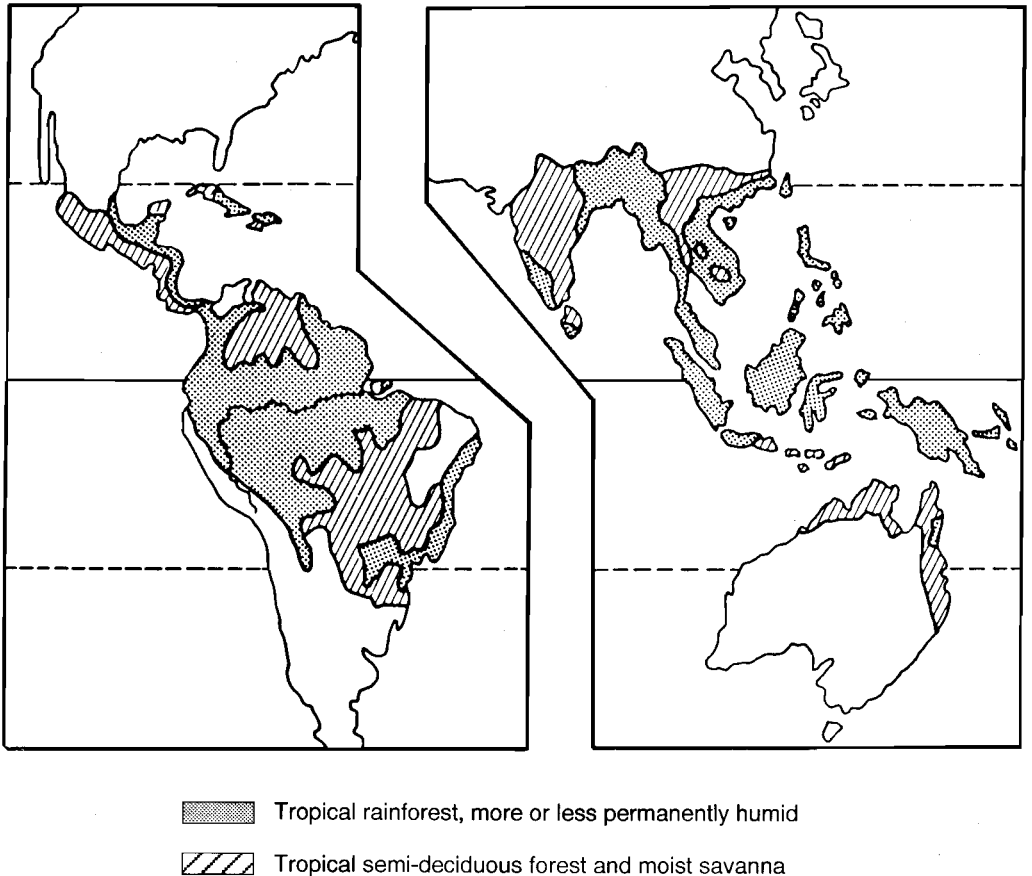 Tropical rainforest, more or less permanently humid
Tropical semi-deciduous forest and moist savanna